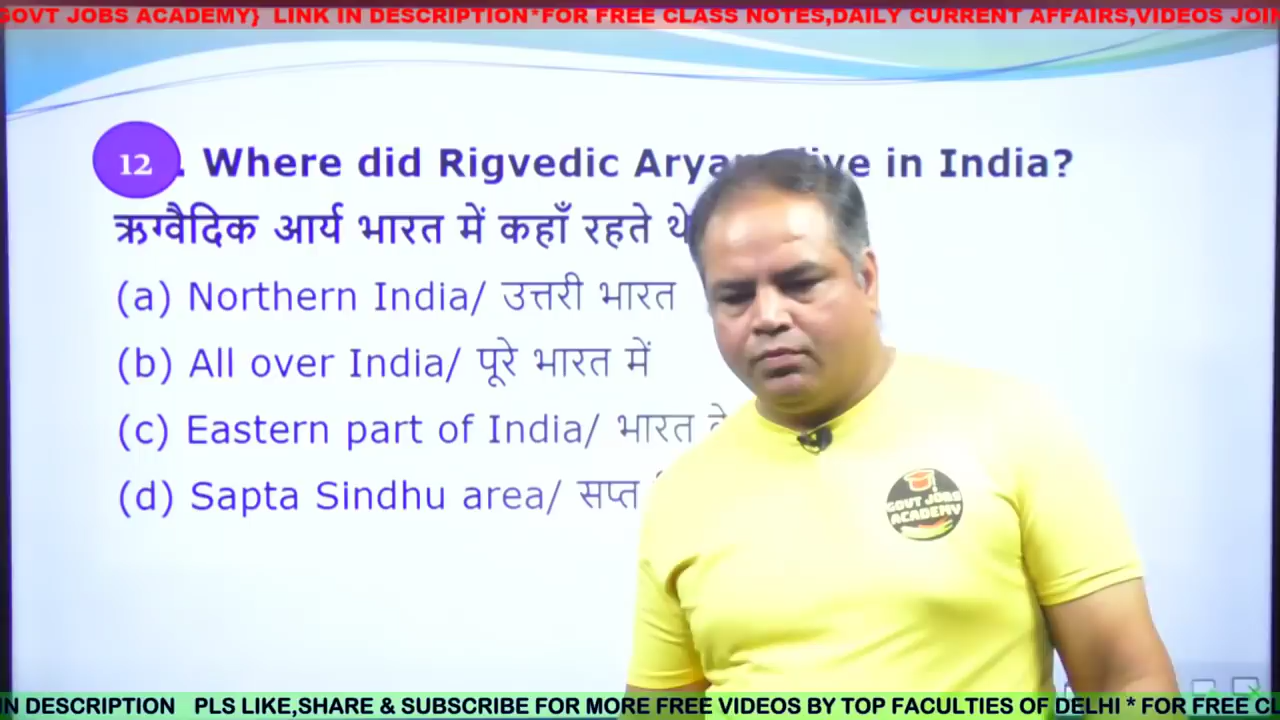 GOVT JOBS ACADEMY} LINK IN DESCRIPTION*FOR FREE CLASS NOTES,DAILY CURRENT AFFAIRS,VIDEOS JOIN
12. Where did Rigvedic live in India?
ऋग्वैदिक आर्य भारत में कहाँ रहते थे
(a) Northern India/ उत्तरी भारत
(b) All over India/ पूरे भारत में
(c) Eastern part of India/ भारत
(d) Sapta Sindhu area/ सप्त
GOVT JOBS
ACADEMY
IN DESCRIPTION PLS LIKE,SHARE & SUBSCRIBE FOR MORE FREE VIDEOS BY TOP FACULTIES OF DELHI * FOR FREE